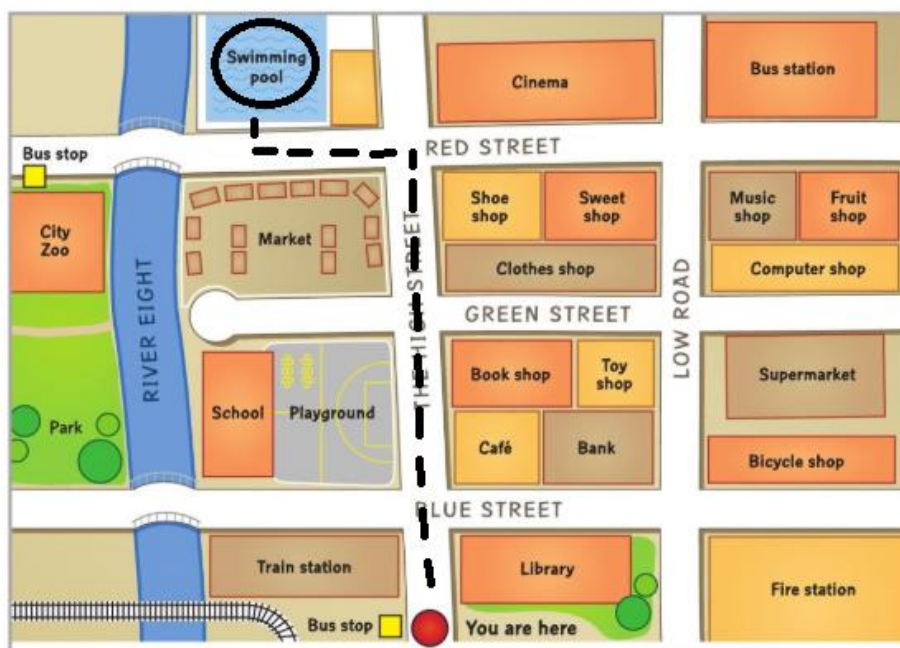 Swimming
pool
Cinema
Bus station
RED STREET
Bus stop
City
Zoo
Market
Shoe
shop
Sweet
shop
Music
shop
Fruit
shop
Clothes shop
Computer shop
RIVER EIGHT
THE HIGH STREET
GREEN STREET
LOW ROAD
Book shop
Toy
shop
Supermarket
School
Playground
Park
Café
Bank
Bicycle shop
BLUE STREET
Train station
Library
Fire station
Bus stop
You are here